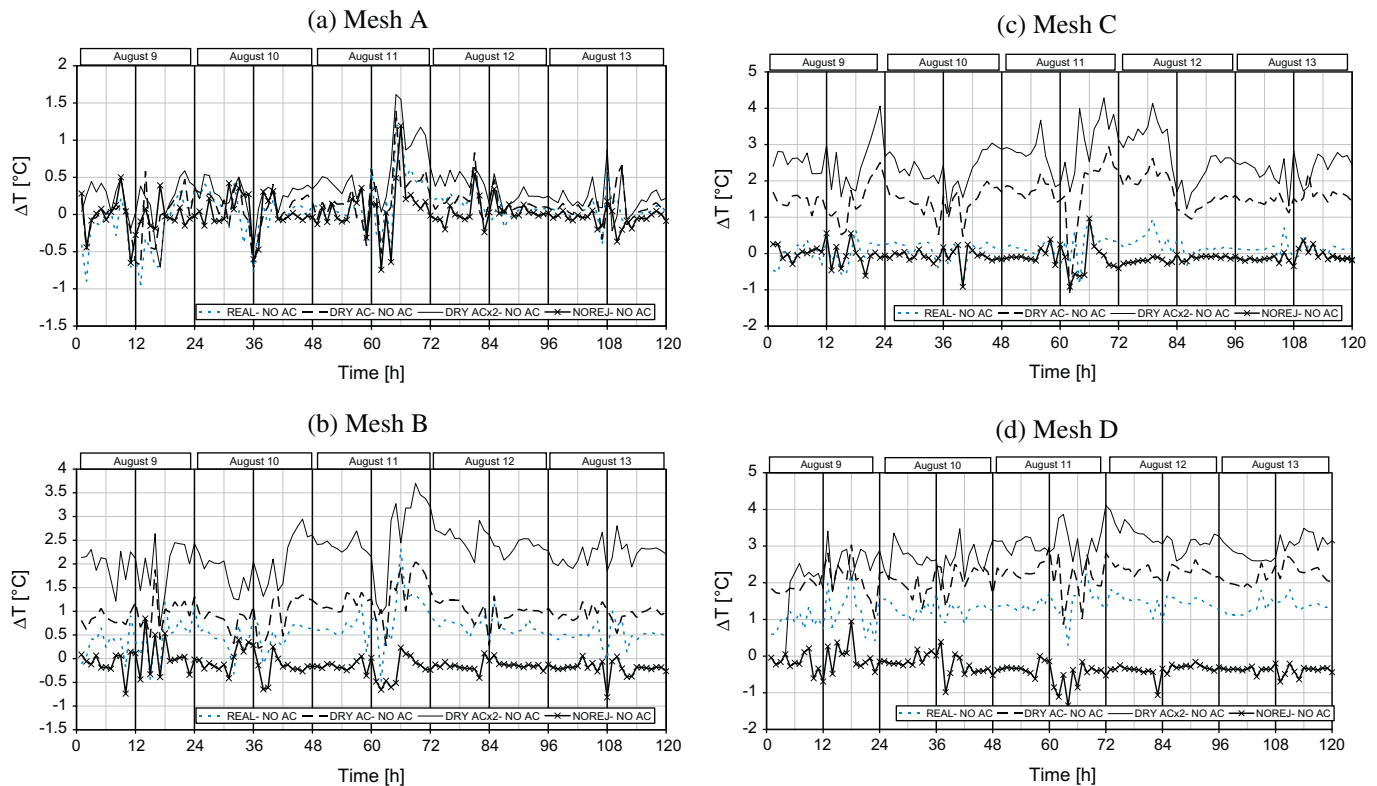 (a) Mesh A
August 9 August 10 August 11 August 12 August 13
2
1.5
1
0.5
0
-0.5
-1
-1.5
ΔT [°C]
REAL- NO AC DRY AC- NO AC DRY ACx2- NO AC NOREJ- NO AC
0 12 24 36 48 60 72 84 96 108 120
Time [h]
(b) Mesh B
August 9 August 10 August 11 August 12 August 13
4
3.5
3
2.5
2
1.5
1
0.5
0
-0.5
-1
-1.5
ΔT [°C]
REAL- NO AC DRY AC- NO AC DRY ACx2- NO AC NOREJ- NO AC
0 12 24 36 48 60 72 84 96 108 120
Time [h]
(c) Mesh C
August 9 August 10 August 11 August 12 August 13
5
4
3
2
1
0
-1
-2
ΔT [°C]
REAL- NO AC DRY AC- NO AC DRY ACx2- NO AC NOREJ- NO AC
0 12 24 36 48 60 72 84 96 108 120
Time [h]
(d) Mesh D
August 9 August 10 August 11 August 12 August 13
5
4
3
2
1
0
-1
-2
ΔT [°C]
REAL- NO AC DRY AC- NO AC DRY ACx2- NO AC NOREJ- NO AC
0 12 24 36 48 60 72 84 96 108 120
Time [h]